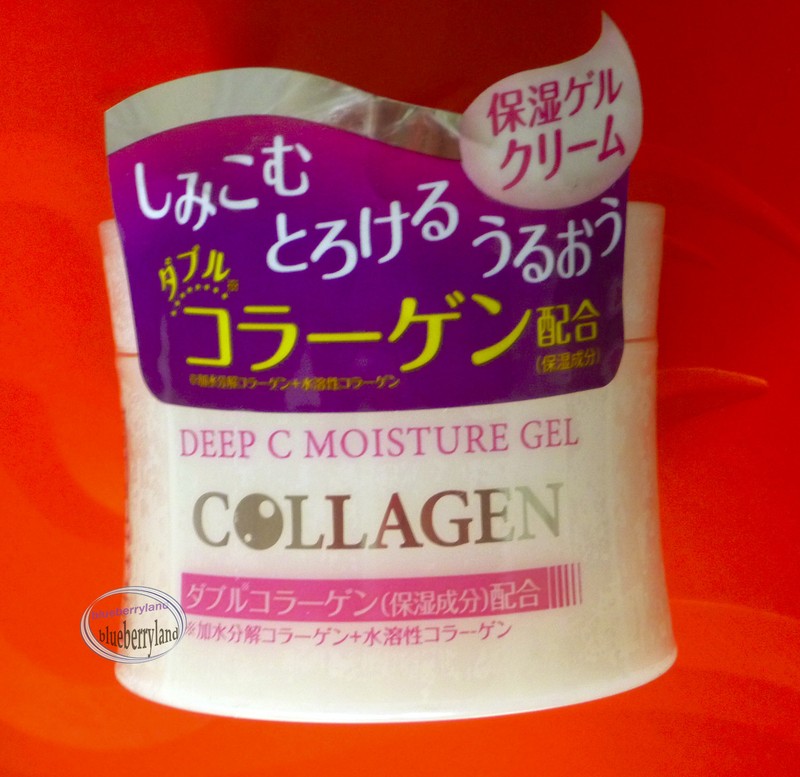 保湿ゲル
クリーム
しみこむ
とろける
うるおう
ダブル※
コラーゲン配合
(保湿成分)
※加水分解コラーゲン+水溶性コラーゲン
DEEP C MOISTURE GEL
COLLAGEN
ダブル※コラーゲン(保湿成分)配合
※加水分解コラーゲン+水溶性コラーゲン
blueberryland
blueberryland